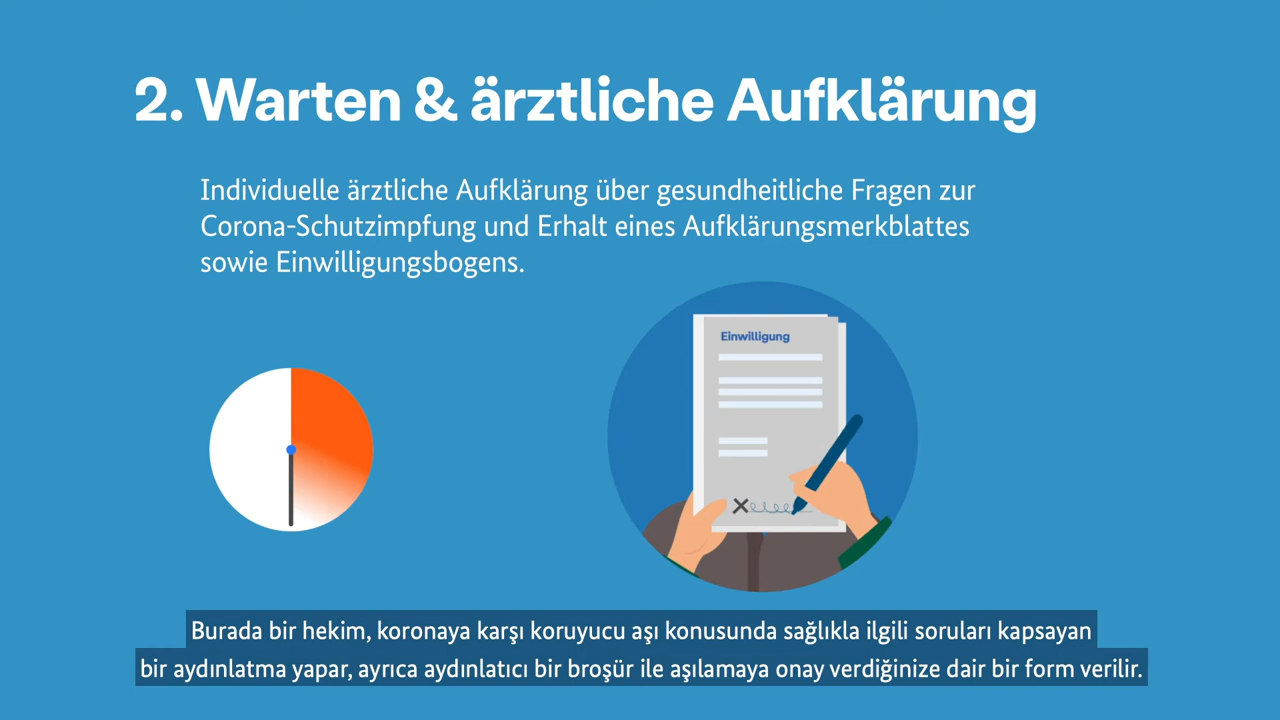 2. Warten & ärztliche Aufklärung
Individuelle ärztliche Aufklärung über gesundheitliche Fragen zur
Corona-Schutzimpfung und Erhalt eines Aufklärungsmerkblattes
sowie Einwilligungsbogens.
Einwilligung
Burada bir hekim, koronaya karşı koruyucu aşı konusunda sağlıkla ilgili soruları kapsayan
bir aydınlatma yapar, ayrıca aydınlatıcı bir broşür ile aşılamaya onay verdiğinize dair bir form verilir.